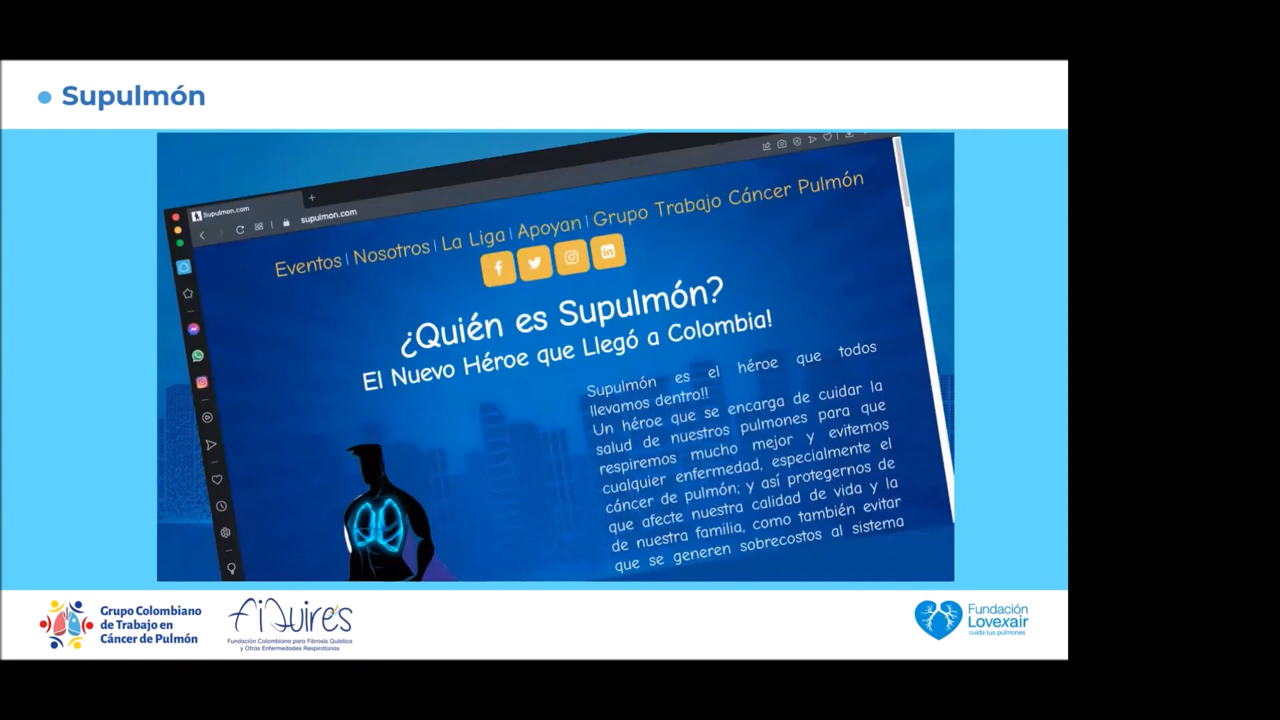 Supulmón
Supulmon.com
supulmon.com
Eventos | Nosotros | La Liga | Apoyan | Grupo Trabajo Cáncer Pulmón
¿Quién es Supulmón?
El Nuevo Héroe que Llegó a Colombia!
Supulmón es el héroe que todos
llevamos dentro!!
Un héroe que se encarga de cuidar la
salud de nuestros pulmones para que
respiremos mucho mejor y evitemos
cualquier enfermedad, especialmente el
cáncer de pulmón; y así protegernos de
que afecte nuestra calidad de vida y la
de nuestra familia, como también evitar
que se generen sobrecostos al sistema
Grupo Colombiano
de Trabajo en
Cáncer de Pulmón
FiQuires
Fundación Colombiana para Fibrosis Quística
y Otras Enfermedades Respiratorias
Fundación
Lovexair
cuida tus pulmones